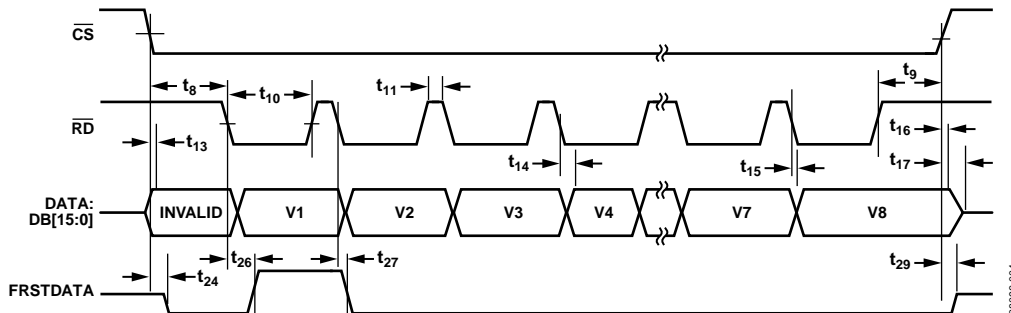 CS
t8
t10
t11
t9
RD
t13
t14
t15
t16
t17
DATA:
DB[15:0]
INVALID
V1
V2
V3
V4
V7
V8
t24
t26
t27
t29
FRSTDATA